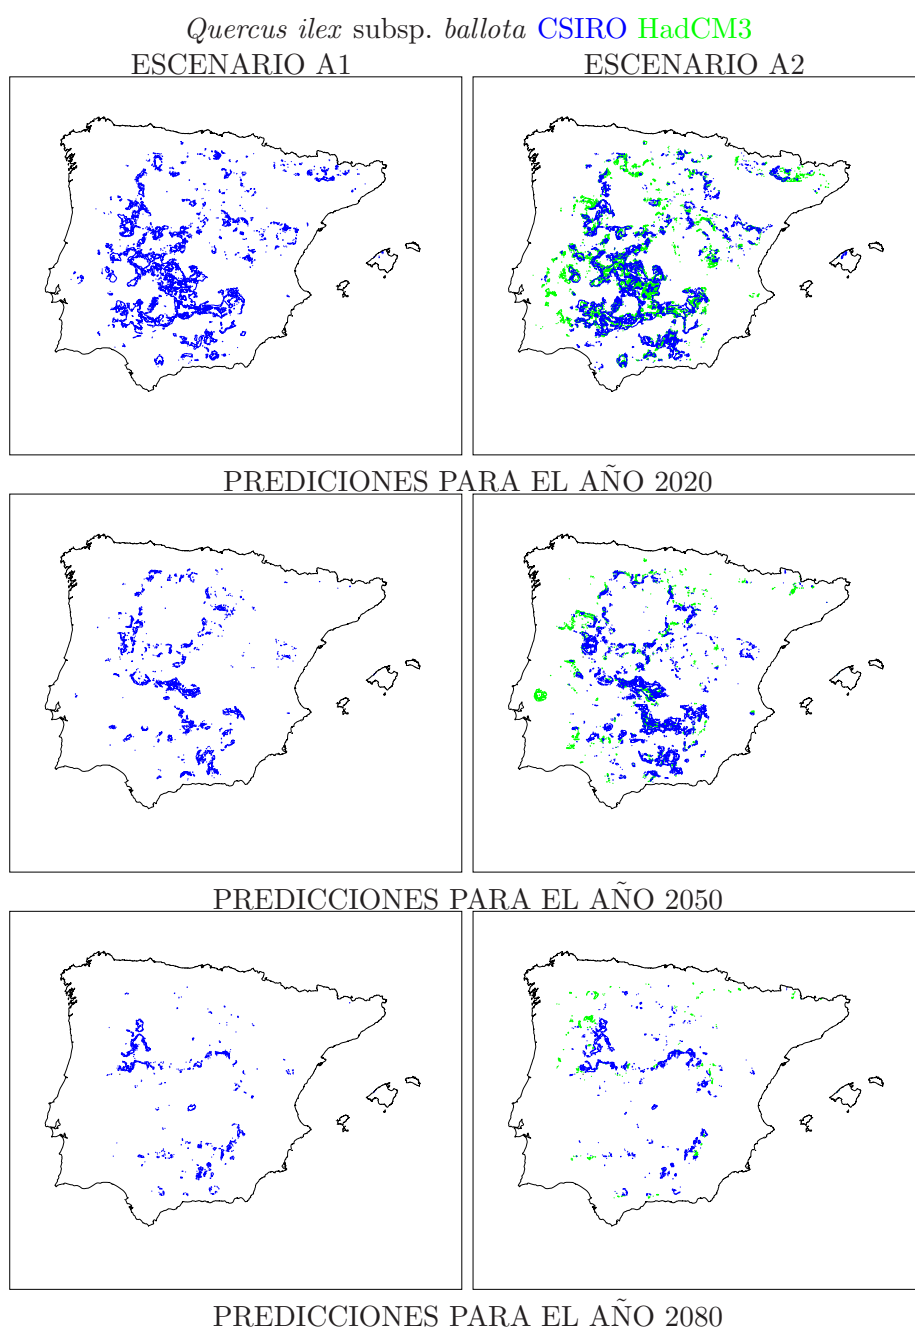 Quercus ilex subsp. ballota CSIRO HadCM3
ESCENARIO A1 ESCENARIO A2
PREDICIONES PARA EL AÑO 2020
PREDICCIONES PARA EL AÑO 2050
PREDICCIONES PARA EL AÑO 2080